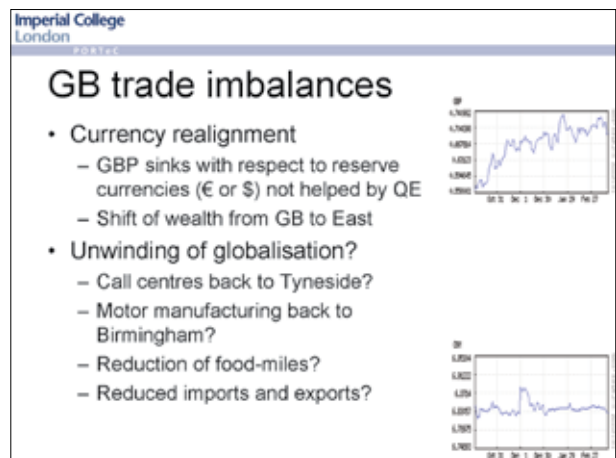 Imperial College
London
PORTeC
GB trade imbalances
• Currency realignment
– GBP sinks with respect to reserve
currencies (€ or $) not helped by QE
– Shift of wealth from GB to East
• Unwinding of globalisation?
– Call centres back to Tyneside?
– Motor manufacturing back to
Birmingham?
– Reduction of food-miles?
– Reduced imports and exports?